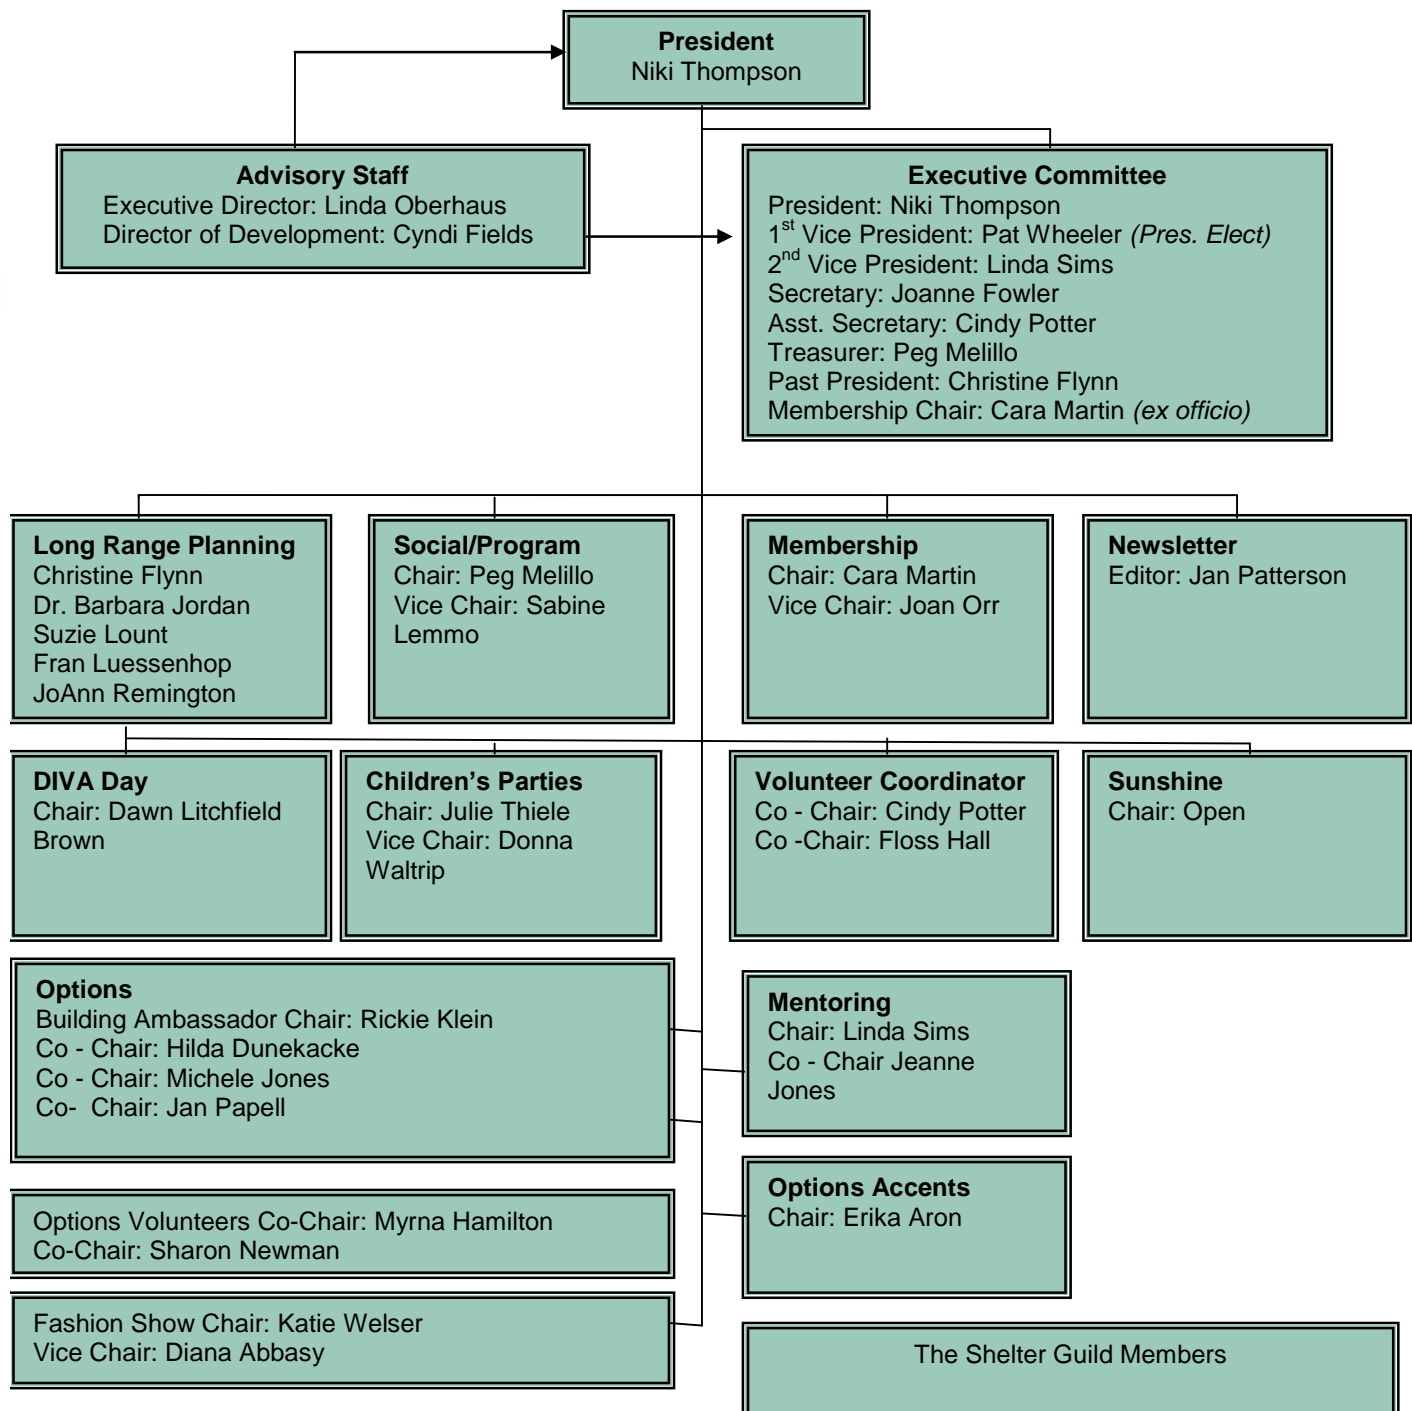 President
Niki Thompson
Advisory Staff
Executive Director: Linda Oberhaus
Director of Development: Cyndi Fields
Executive Committee
President: Niki Thompson
1st Vice President: Pat Wheeler (Pres. Elect)
2nd Vice President: Linda Sims
Secretary: Joanne Fowler
Asst. Secretary: Cindy Potter
Treasurer: Peg Melillo
Past President: Christine Flynn
Membership Chair: Cara Martin (ex officio)
Long Range Planning
Christine Flynn
Dr. Barbara Jordan
Suzie Lount
Fran Luessenhop
JoAnn Remington
Social/Program
Chair: Peg Melillo
Vice Chair: Sabine
Lemmo
Membership
Chair: Cara Martin
Vice Chair: Joan Orr
Newsletter
Editor: Jan Patterson
DIVA Day
Chair: Dawn Litchfield
Brown
Children’s Parties
Chair: Julie Thiele
Vice Chair: Donna
Waltrip
Volunteer Coordinator
Co - Chair: Cindy Potter
Co -Chair: Floss Hall
Sunshine
Chair: Open
Options
Building Ambassador Chair: Rickie Klein
Co - Chair: Hilda Dunekacke
Co - Chair: Michele Jones
Co-  Chair: Jan Papell
Mentoring
Chair: Linda Sims
Co - Chair Jeanne
Jones
Options Volunteers Co-Chair: Myrna Hamilton
Co-Chair: Sharon Newman
Options Accents
Chair: Erika Aron
Fashion Show Chair: Katie Welser
Vice Chair: Diana Abbasy
The Shelter Guild Members